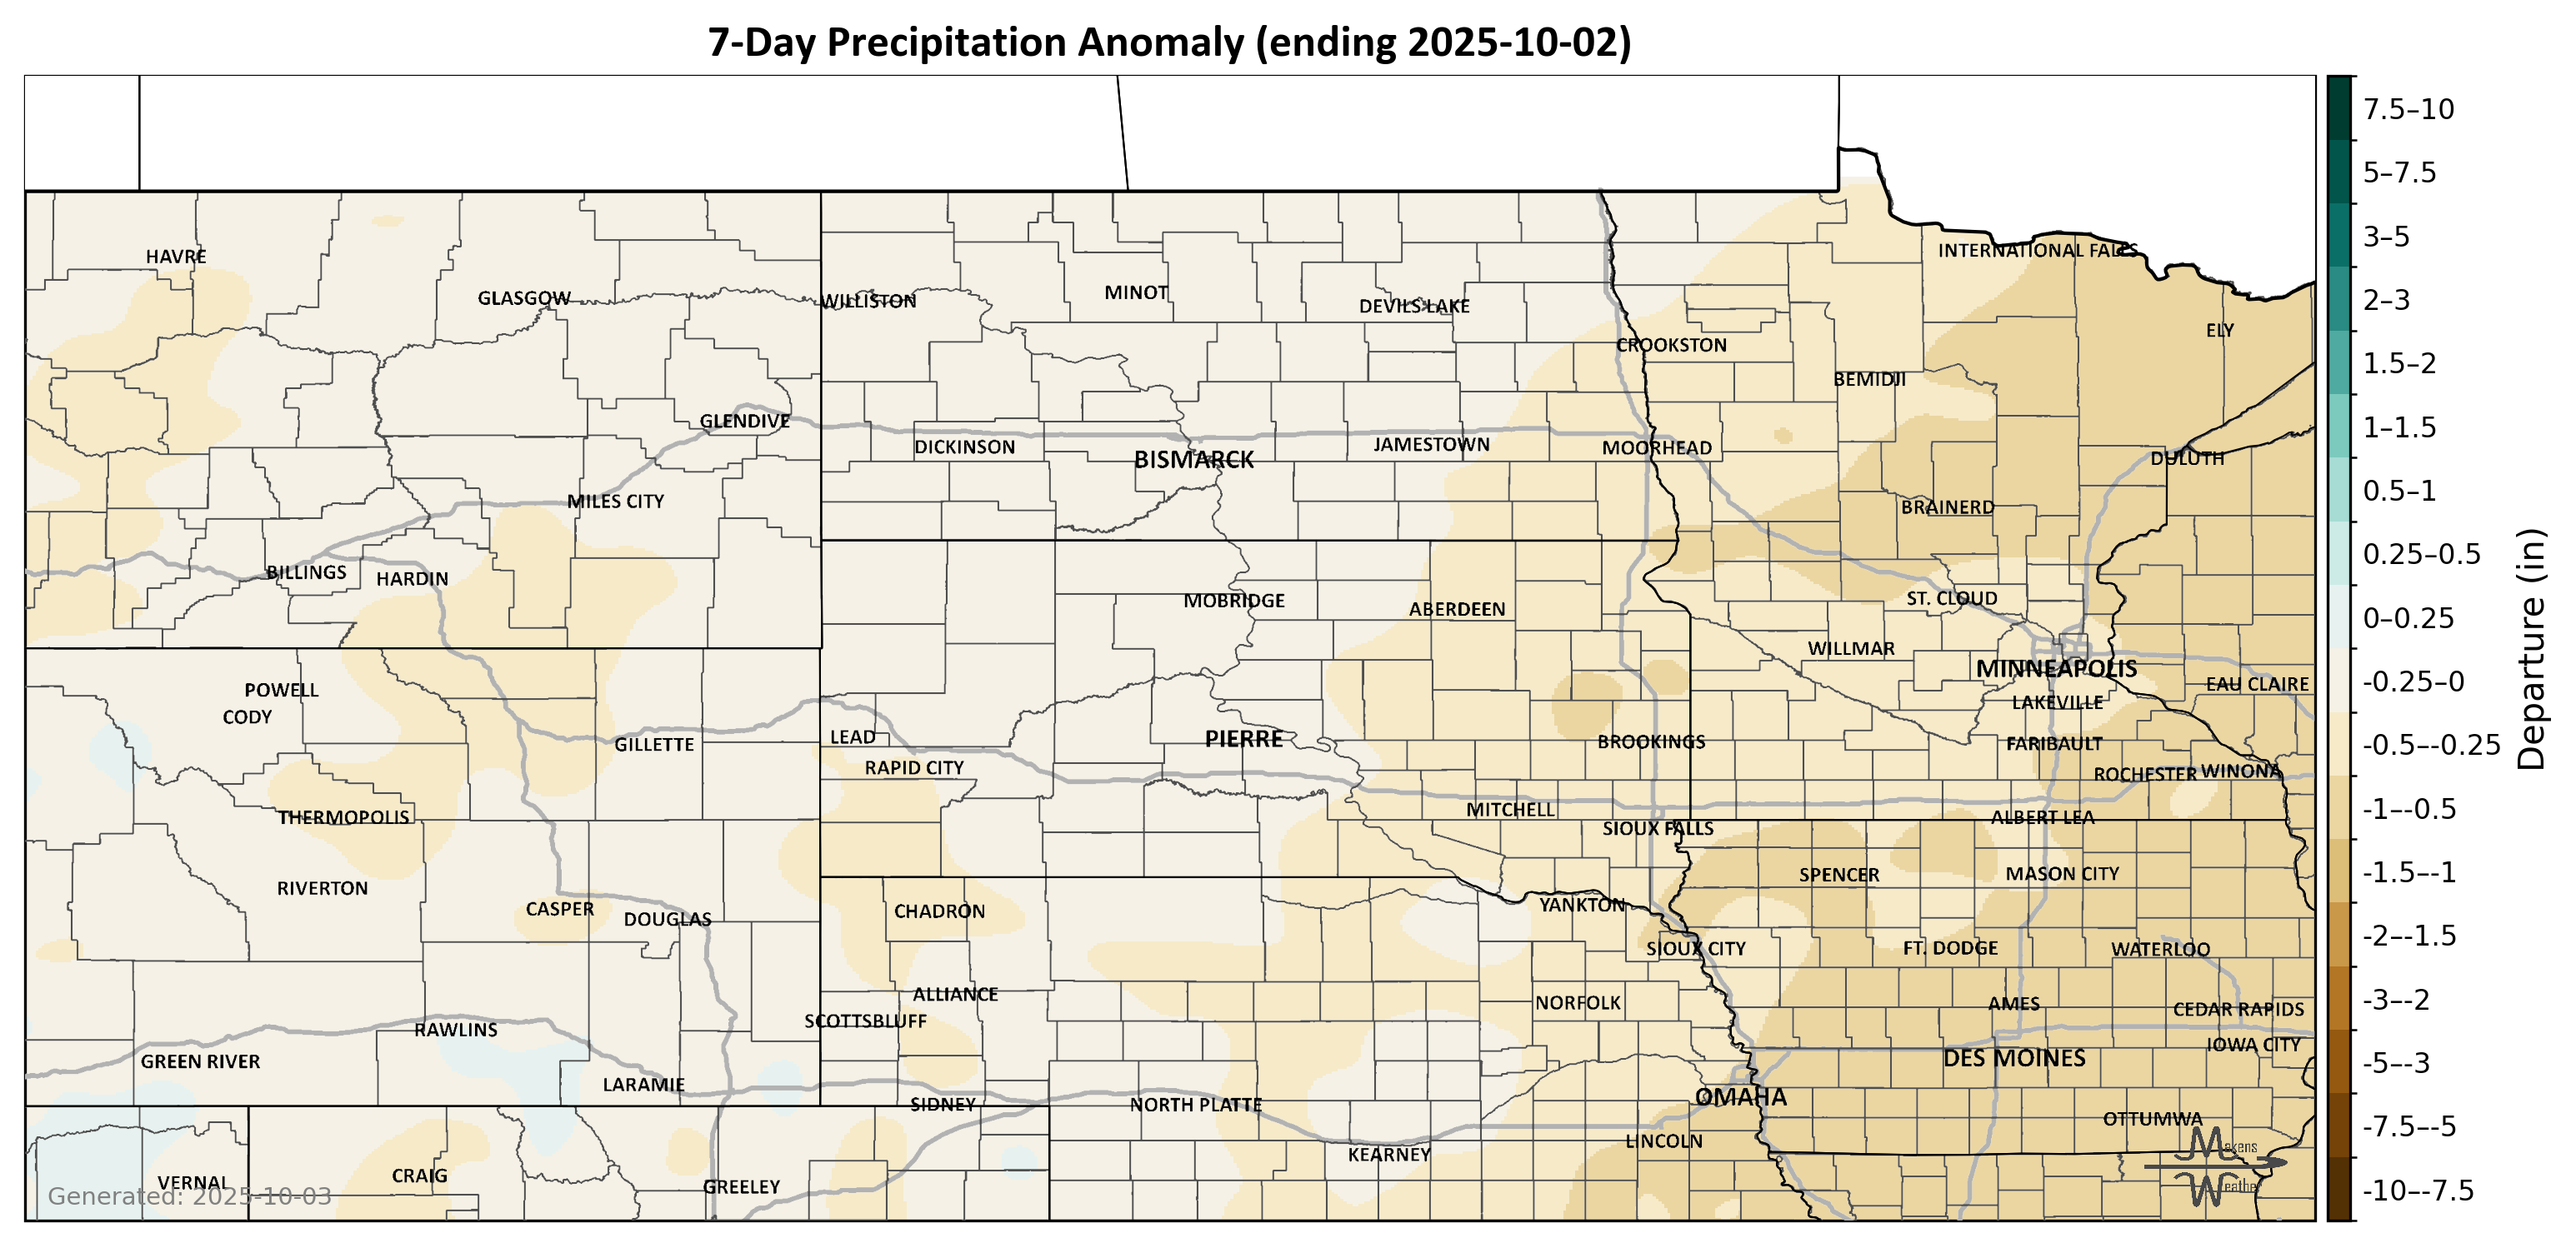 7-Day Precipitation Anomaly (ending 2025-10-02)
HAVRE
INTERNATIONAL FALLS
GLASGOW
WILLISTON
MINOT
DEVILS LAKE
ELY
CROOKSTON
BEMIDJI
GLENDIVE
DICKINSON
BISMARCK
JAMESTOWN
MOORHEAD
DULUTH
MILES CITY
BRAINERD
BILLINGS
HARDIN
MOBRIDGE
ABERDEEN
ST. CLOUD
WILLMAR
MINNEAPOLIS
POWELL
CODY
EAU CLAIRE
LAKEVILLE
GILLETTE
LEAD
PIERRE
BROOKINGS
FARIBAULT
RAPID CITY
ROCHESTER
WINONA
THERMOPOLIS
MITCHELL
ALBERT LEA
SIOUX FALLS
RIVERTON
SPENCER
MASON CITY
CASPER
DOUGLAS
CHADRON
YANKTON
SIOUX CITY
FT. DODGE
WATERLOO
ALLIANCE
NORFOLK
AMES
CEDAR RAPIDS
SCOTTSBLUFF
RAWLINS
GREEN RIVER
DES MOINES
IOWA CITY
LARAMIE
SIDNEY
NORTH PLATTE
OMAHA
OTTUMWA
LINCOLN
KEARNEY
VERNAL
CRAIG
GREELEY
Generated: 2025-10-03
Makens
Weather
7.5–10
5–7.5
3–5
2–3
1.5–2
1–1.5
0.5–1
0.25–0.5
0–0.25
-0.25–0
-0.5–-0.25
-1–-0.5
-1.5–-1
-2–-1.5
-3–-2
-5–-3
-7.5–-5
-10–-7.5
Departure (in)